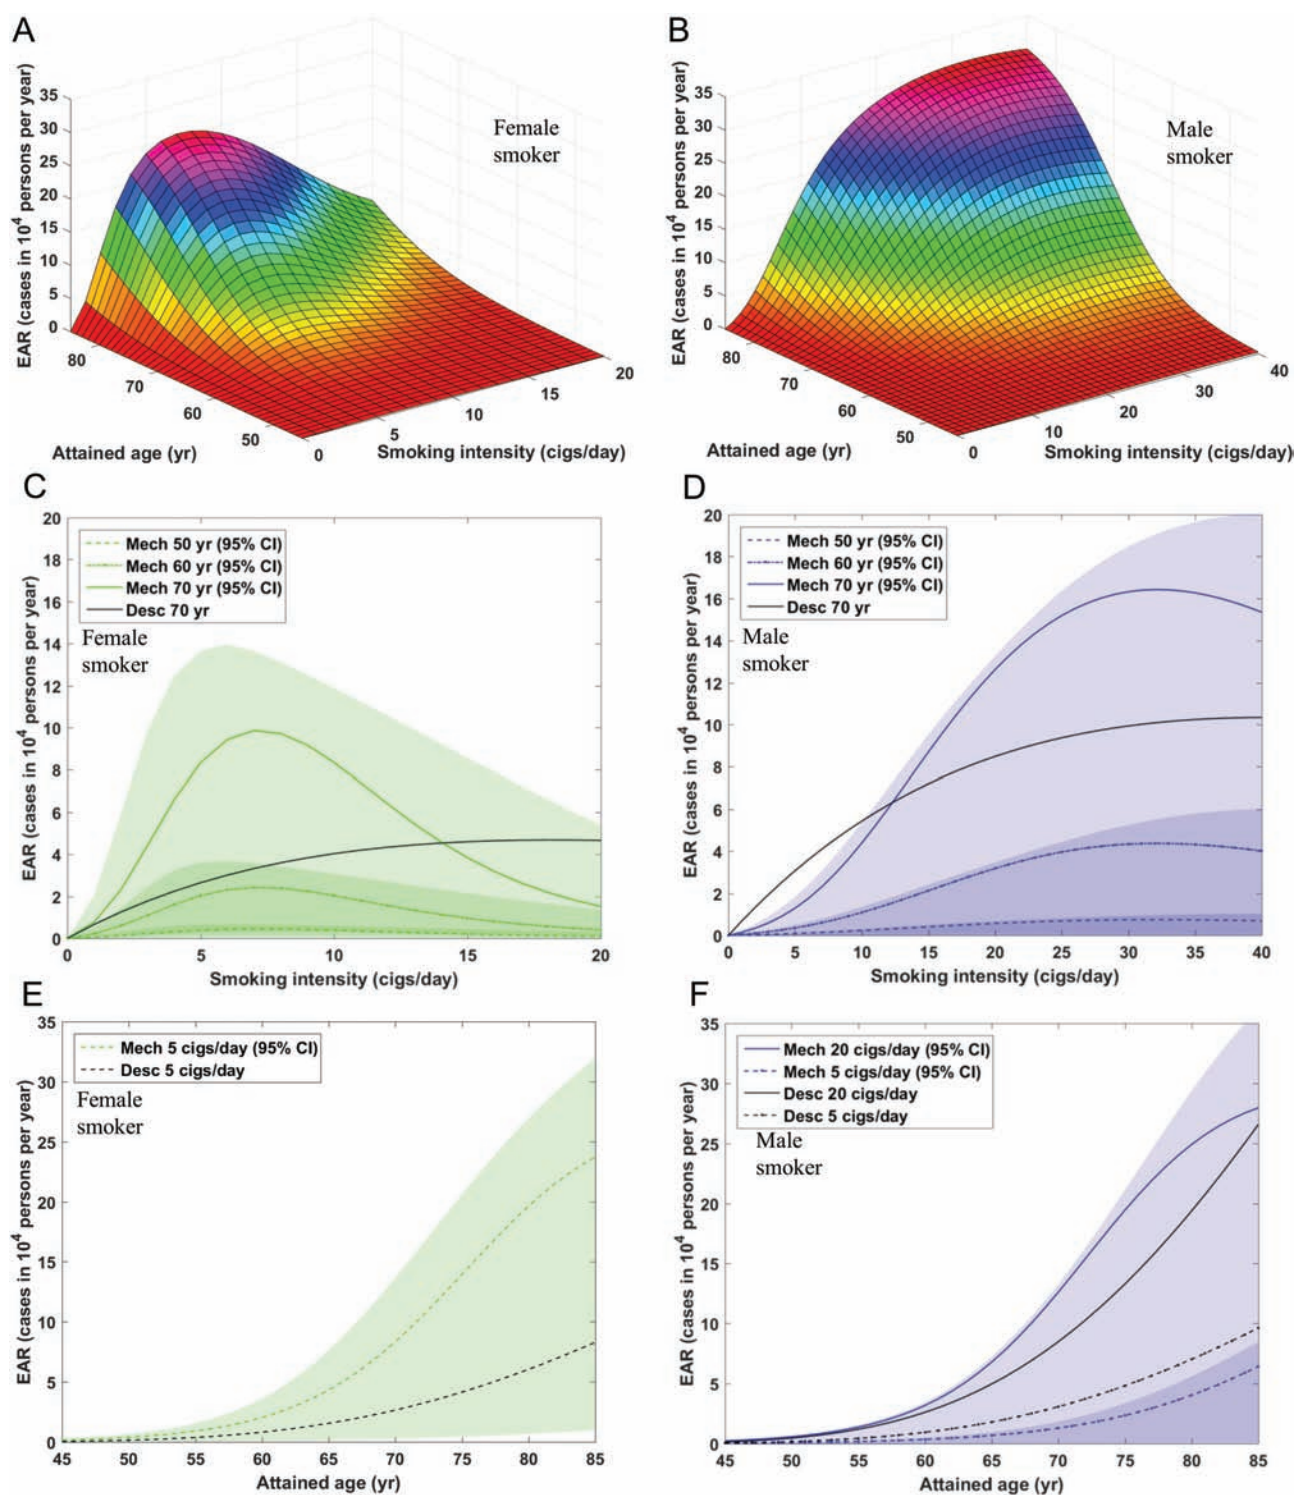 A
EAR (cases in 10⁴ persons per year)
35
30
25
20
15
10
5
0
Female
smoker
80
70
60
50
Attained age (yr)
0
5
10
15
20
Smoking intensity (cigs/day)
B
EAR (cases in 10⁴ persons per year)
35
30
25
20
15
10
5
0
Male
smoker
80
70
60
50
Attained age (yr)
0
10
20
30
40
Smoking intensity (cigs/day)
C
EAR (cases in 10⁴ persons per year)
20
18
16
14
12
10
8
6
4
2
0
Mech 50 yr (95% CI)
Mech 60 yr (95% CI)
Mech 70 yr (95% CI)
Desc 70 yr
Female
smoker
0 5 10 15 20
Smoking intensity (cigs/day)
D
EAR (cases in 10⁴ persons per year)
20
18
16
14
12
10
8
6
4
2
0
Mech 50 yr (95% CI)
Mech 60 yr (95% CI)
Mech 70 yr (95% CI)
Desc 70 yr
Male
smoker
0 5 10 15 20 25 30 35 40
Smoking intensity (cigs/day)
E
EAR (cases in 10⁴ persons per year)
35
30
25
20
15
10
5
0
Mech 5 cigs/day (95% CI)
Desc 5 cigs/day
Female
smoker
45 50 55 60 65 70 75 80 85
Attained age (yr)
F
EAR (cases in 10⁴ persons per year)
35
30
25
20
15
10
5
0
Mech 20 cigs/day (95% CI)
Mech 5 cigs/day (95% CI)
Desc 20 cigs/day
Desc 5 cigs/day
Male
smoker
45 50 55 60 65 70 75 80 85
Attained age (yr)